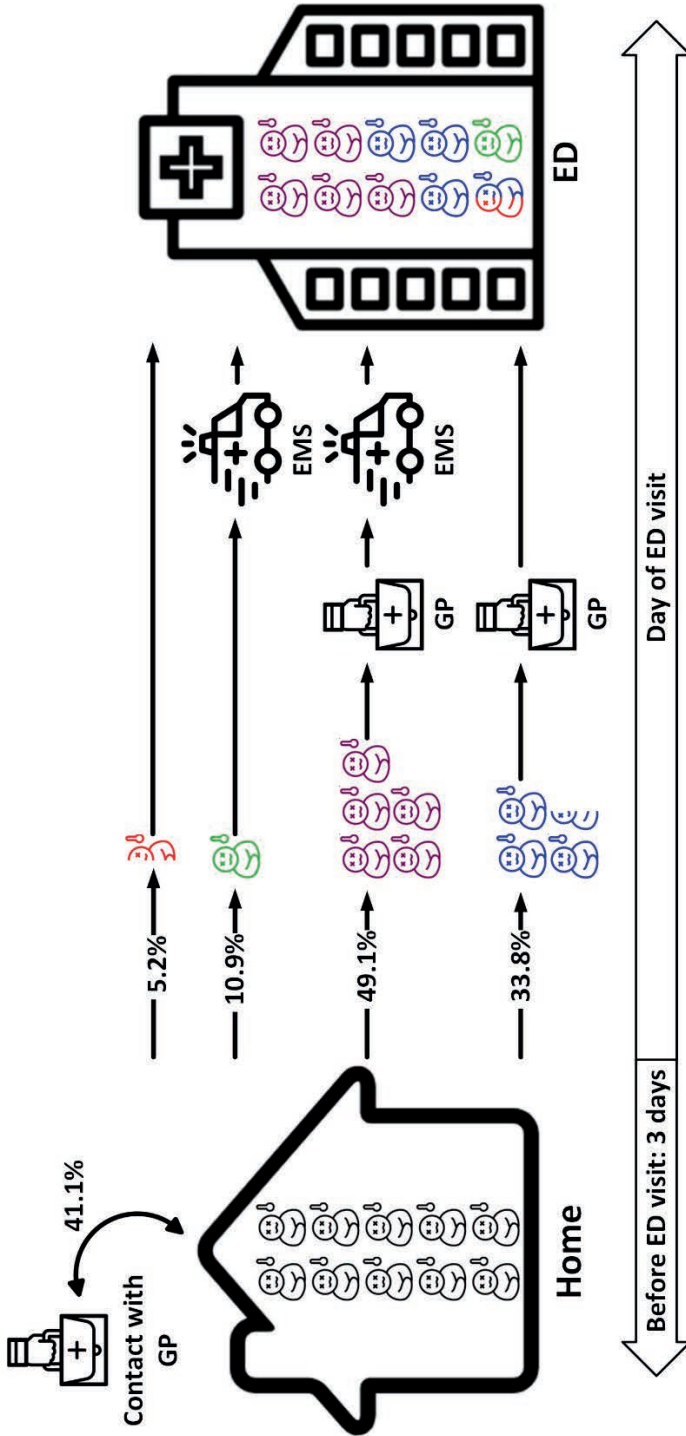 Contact with
GP
41.1%
Home
5.2%
10.9%
49.1%
33.8%
EMS
GP
EMS
GP
ED
Before ED visit: 3 days
Day of ED visit